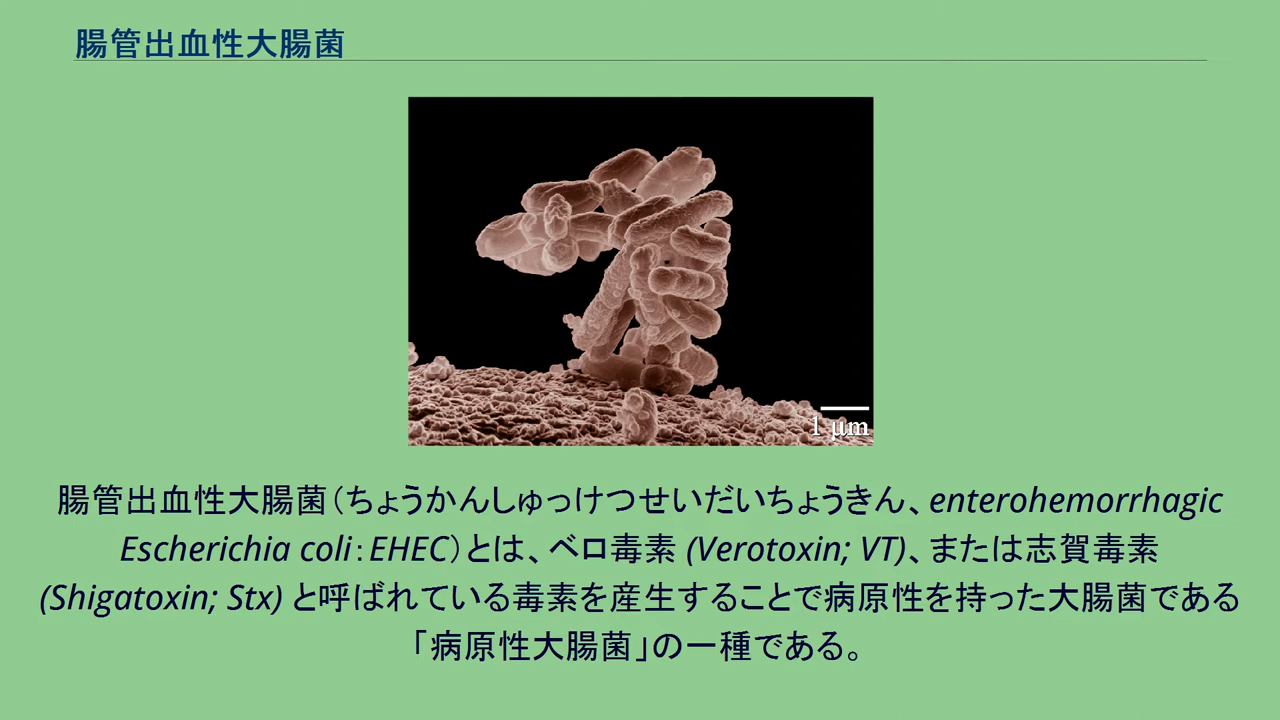 腸管出血性大腸菌
1 µm
腸管出血性大腸菌（ちょうかんしゅっけつせいだいちょうきん、enterohemorrhagic
Escherichia coli：EHEC）とは、ベロ毒素 (Verotoxin; VT)、または志賀毒素
(Shigatoxin; Stx) と呼ばれている毒素を産生することで病原性を持った大腸菌である
「病原性大腸菌」の一種である。